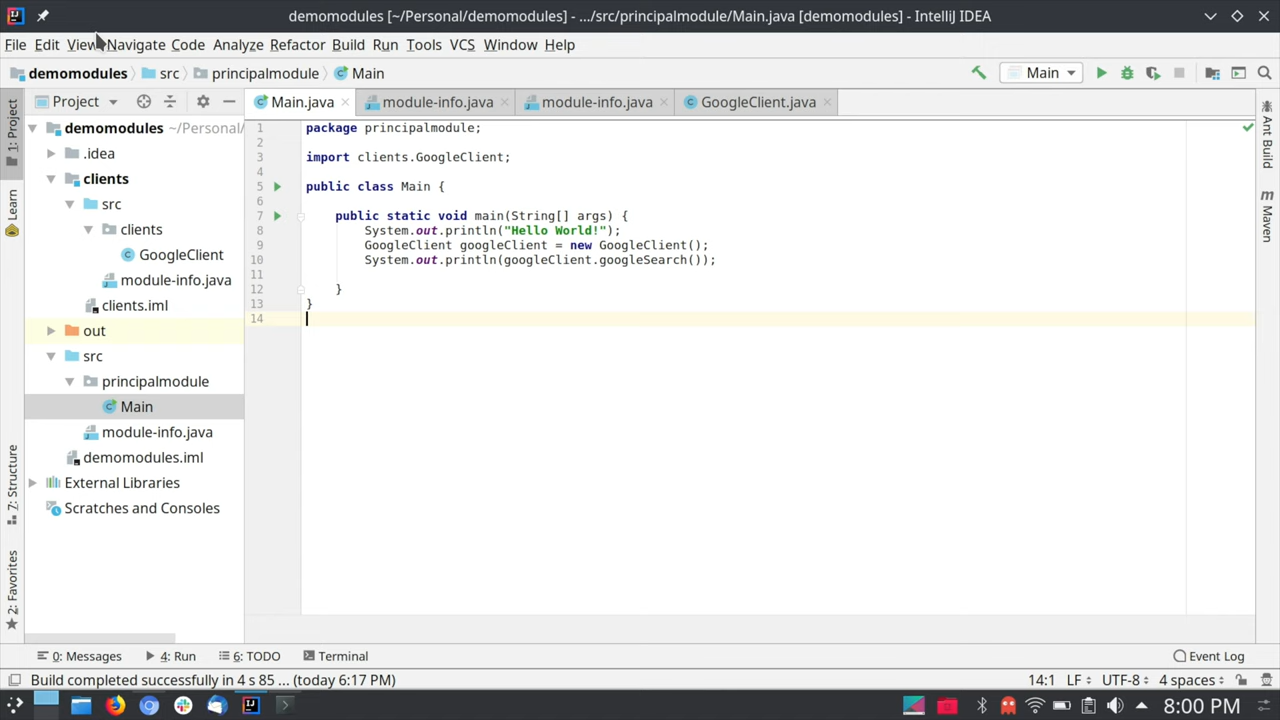 demomodules [~/Personal/demomodules] - .../src/principalmodule/Main.java [demomodules] - IntelliJ IDEA
File Edit View Navigate Code Analyze Refactor Build Run Tools VCS Window Help
demomodules src principalmodule Main Main
1: Project
Learn
7: Structure
2: Favorites
Project
demomodules ~/Personal/
.idea
clients
src
clients
GoogleClient
module-info.java
clients.iml
out
src
principalmodule
Main
module-info.java
demomodules.iml
External Libraries
Scratches and Consoles
Main.java module-info.java module-info.java GoogleClient.java
1 package principalmodule;
2
3 import clients.GoogleClient;
4
5 public class Main {
6
7 public static void main(String[] args) {
8 System.out.println("Hello World!");
9 GoogleClient googleClient = new GoogleClient();
10 System.out.println(googleClient.googleSearch());
11
12 }
13 }
14
Ant Build
Maven
0: Messages 4: Run 6: TODO Terminal Event Log
Build completed successfully in 4 s 85 ... (today 6:17 PM) 14:1 LF UTF-8 4 spaces
8:00 PM